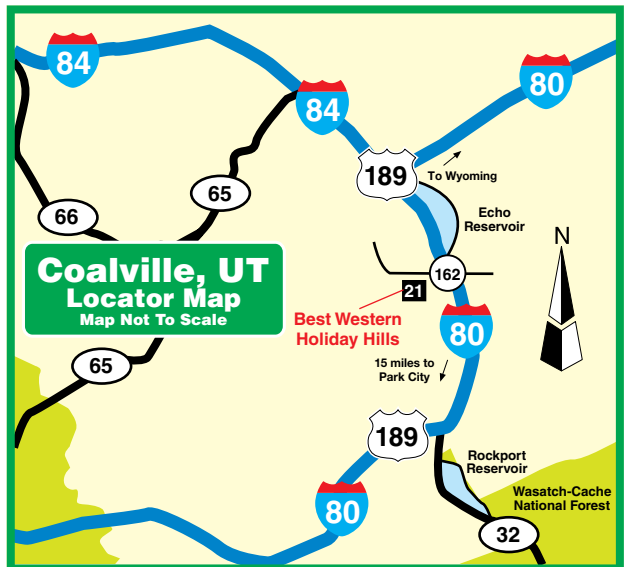 84
80
84
189
To Wyoming
65
66
Echo
Reservoir
N
Coalville, UT
Locator Map
Map Not To Scale
162
21
Best Western
Holiday Hills
80
15 miles to
Park City
65
189
Rockport
Reservoir
Wasatch-Cache
National Forest
80
32